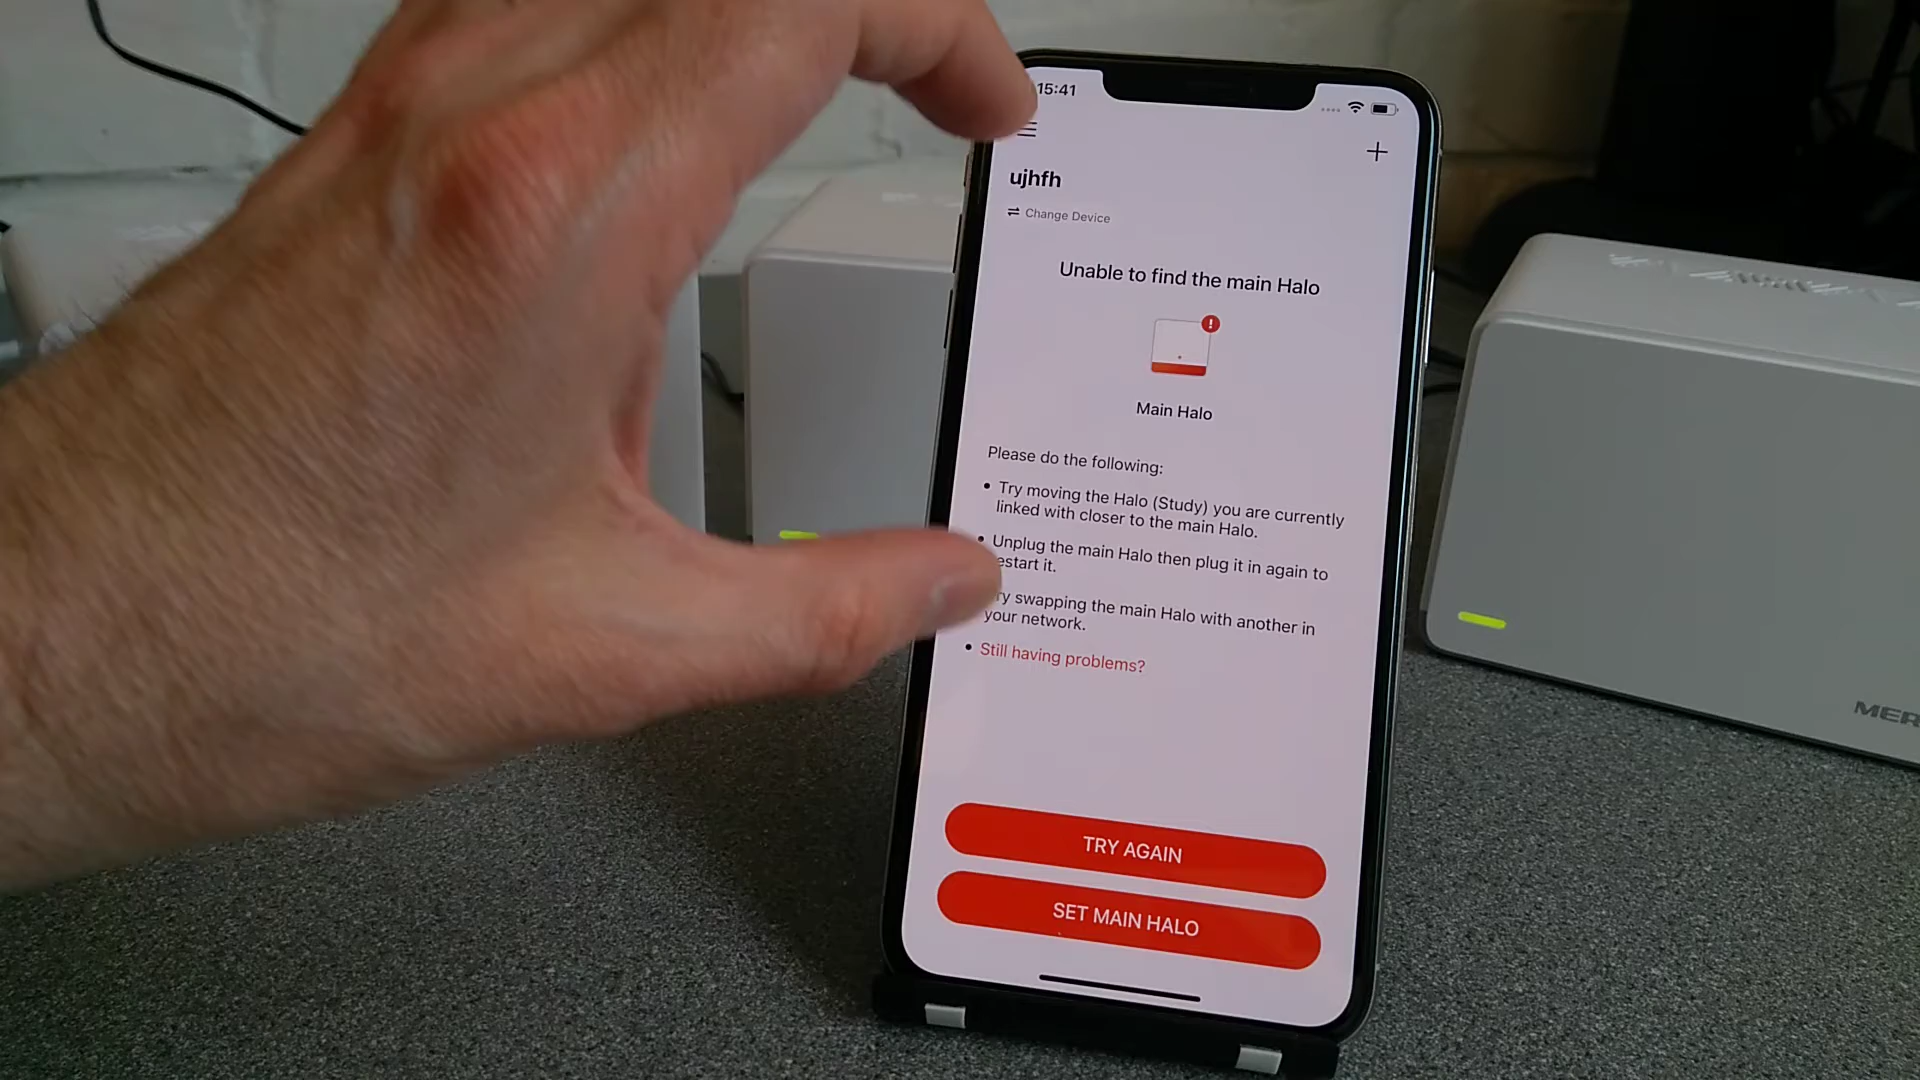 15:41
ujhfh
Change Device
Unable to find the main Halo
Main Halo
Please do the following:
Try moving the Halo (Study) you are currently
linked with closer to the main Halo.
Unplug the main Halo then plug it in again to
estart it.
ry swapping the main Halo with another in
your network.
Still having problems?
TRY AGAIN
SET MAIN HALO
MER